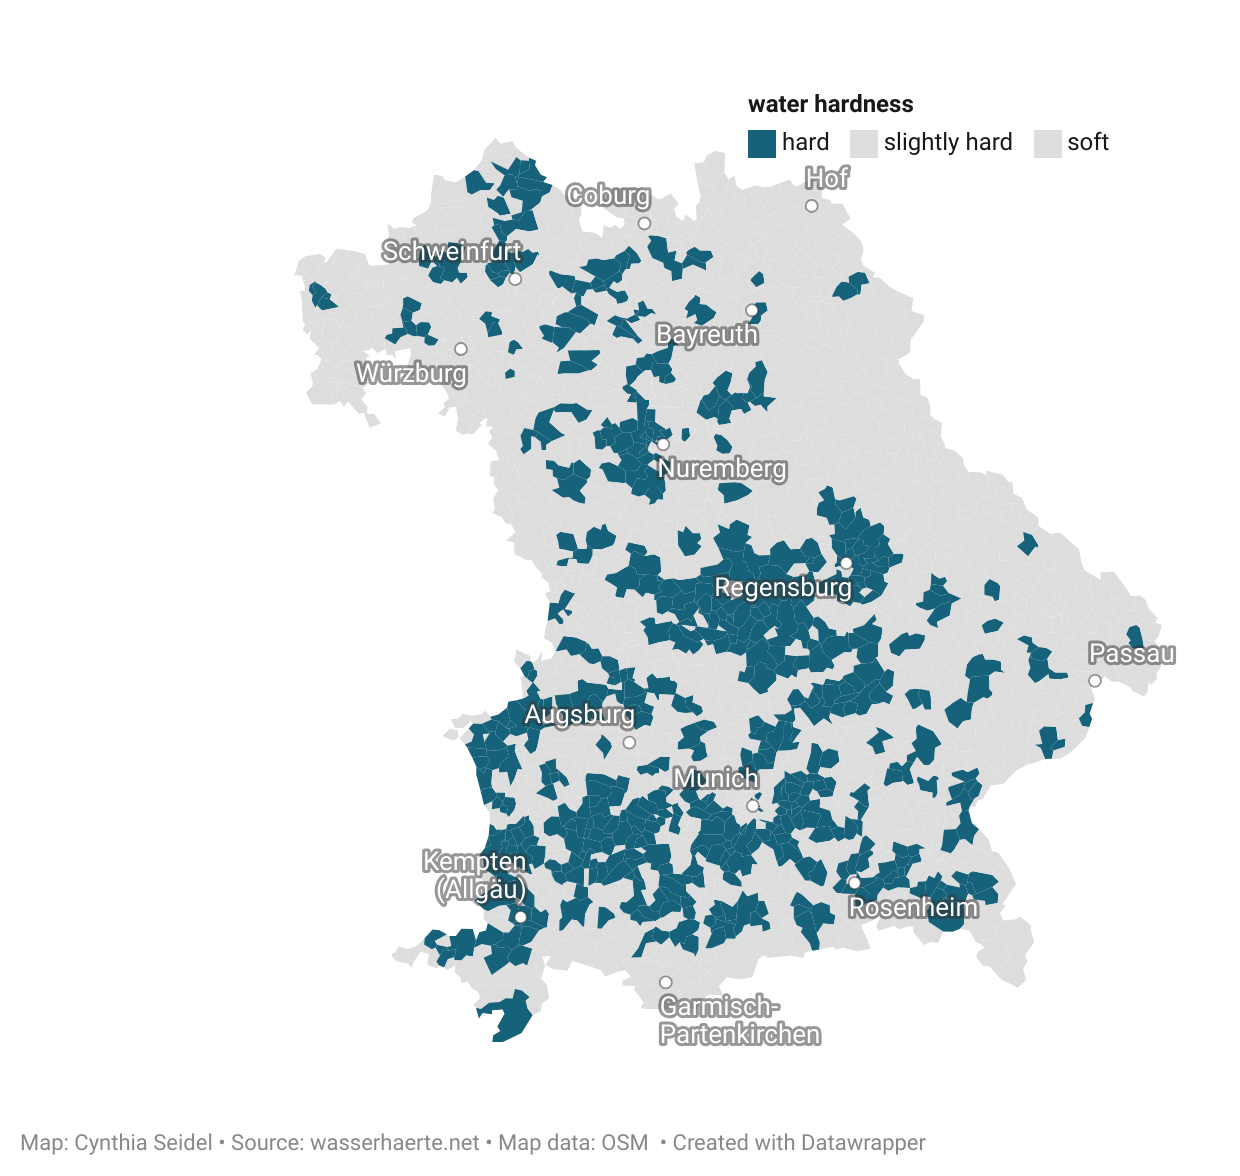 water hardness
hard slightly hard soft
Hof
Coburg
Schweinfurt
Bayreuth
Würzburg
Nuremberg
Regensburg
Passau
Augsburg
Munich
Kempten
(Allgäu)
Rosenheim
Garmisch-
Partenkirchen
Map: Cynthia Seidel • Source: wasserhaerte.net • Map data: OSM • Created with Datawrapper